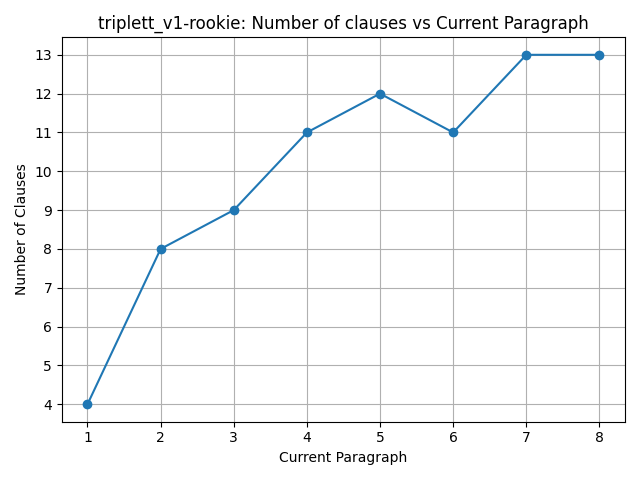 triplett_v1-rookie: Number of clauses vs Current Paragraph
13
12
11
10
9
8
7
6
5
4
Number of Clauses
1 2 3 4 5 6 7 8
Current Paragraph